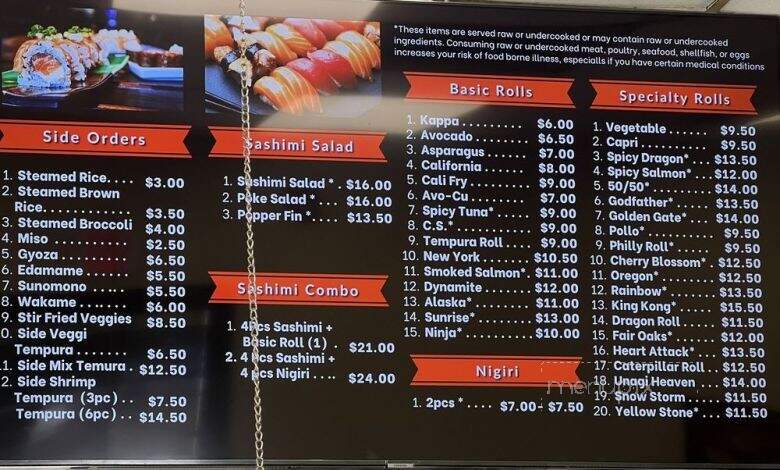 *These items are served raw or undercooked or may contain raw or undercooked
ingredients. Consuming raw or undercooked meat, poultry, seafood, shellfish, or eggs
increases your risk of food borne illness, especialls if you have certain medical conditions
Side Orders
1. Steamed Rice.... $3.00
2. Steamed Brown
Rice............ $3.50
3. Steamed Broccoli $4.00
4. Miso .......... $2.50
5. Gyoza.......... $6.50
6. Edamame....... $5.50
7. Sunomono ..... $5.50
8. Wakame....... $6.00
9. Stir Fried Veggies $8.50
0. Side Veggi
Tempura ....... $6.50
11. Side Mix Temura . $12.50
2. Side Shrimp
Tempura (3pc) .. $7.50
Tempura (6pc) .. $14.50
Sashimi Salad
1. Sashimi Salad * . $16.00
2. Poke Salad * ... $16.00
3. Pepper Fin * .... $13.50
Sashimi Combo
1. 4Pcs Sashimi +
Basic Roll (1) . $21.00
2. 4 Pcs Sashimi +
4 pcs Nigiri .... $24.00
Basic Rolls
1. Kappa......... $6.00
2. Avocado....... $6.50
3. Asparagus..... $7.00
4. California ...... $8.00
5. Cali Fry ........ $9.00
6. Avo-Cu ........ $7.00
7. Spicy Tuna*.... $9.00
8. C.S.*........... $9.00
9. Tempura Roll ... $9.00
10. New York ...... $10.50
11. Smoked Salmon*. $11.00
12. Dynamite ...... $12.00
13. Alaska*........ $11.00
14. Sunrise*....... $13.00
15. Ninja*......... $10.00
Nigiri
1. 2pcs * .... $7.00- $7.50
Specialty Rolls
1. Vegetable...... $9.50
2. Capri.......... $9.50
3. Spicy Dragon*... $13.50
4. Spicy Salmon*... $12.00
5. 50/50*......... $14.00
6. Godfather*..... $13.50
7. Golden Gate*... $14.00
8. Pollo*.......... $9.50
9. Philly Roll*..... $9.50
10. Cherry Blossom* . $12.50
11. Oregon*........ $12.50
12. Rainbow*....... $13.50
13. King Kong*..... $15.50
14. Dragon Roll.... $11.50
15. Fair Oaks*...... $12.00
16. Heart Attack*... $13.50
17. Caterpillar Roll .. $12.50
18. Unagi Heaven ... $14.00
19. Snow Storm .... $11.50
20. Yellow Stone*... $11.50